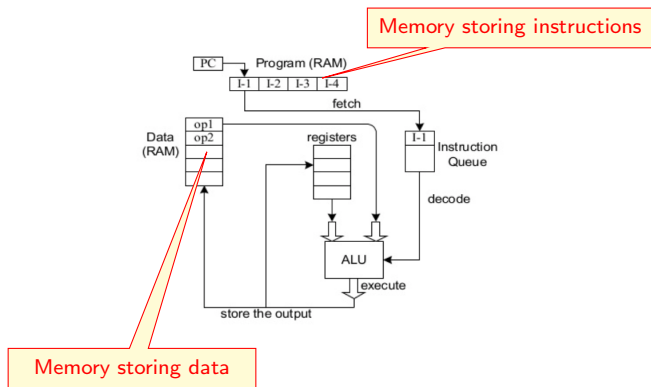 Memory storing instructions
PC
Program (RAM)
I-1 I-2 I-3 I-4
fetch
op1
op2
Data
(RAM)
registers
I-1
Instruction
Queue
decode
ALU
execute
store the output
Memory storing data